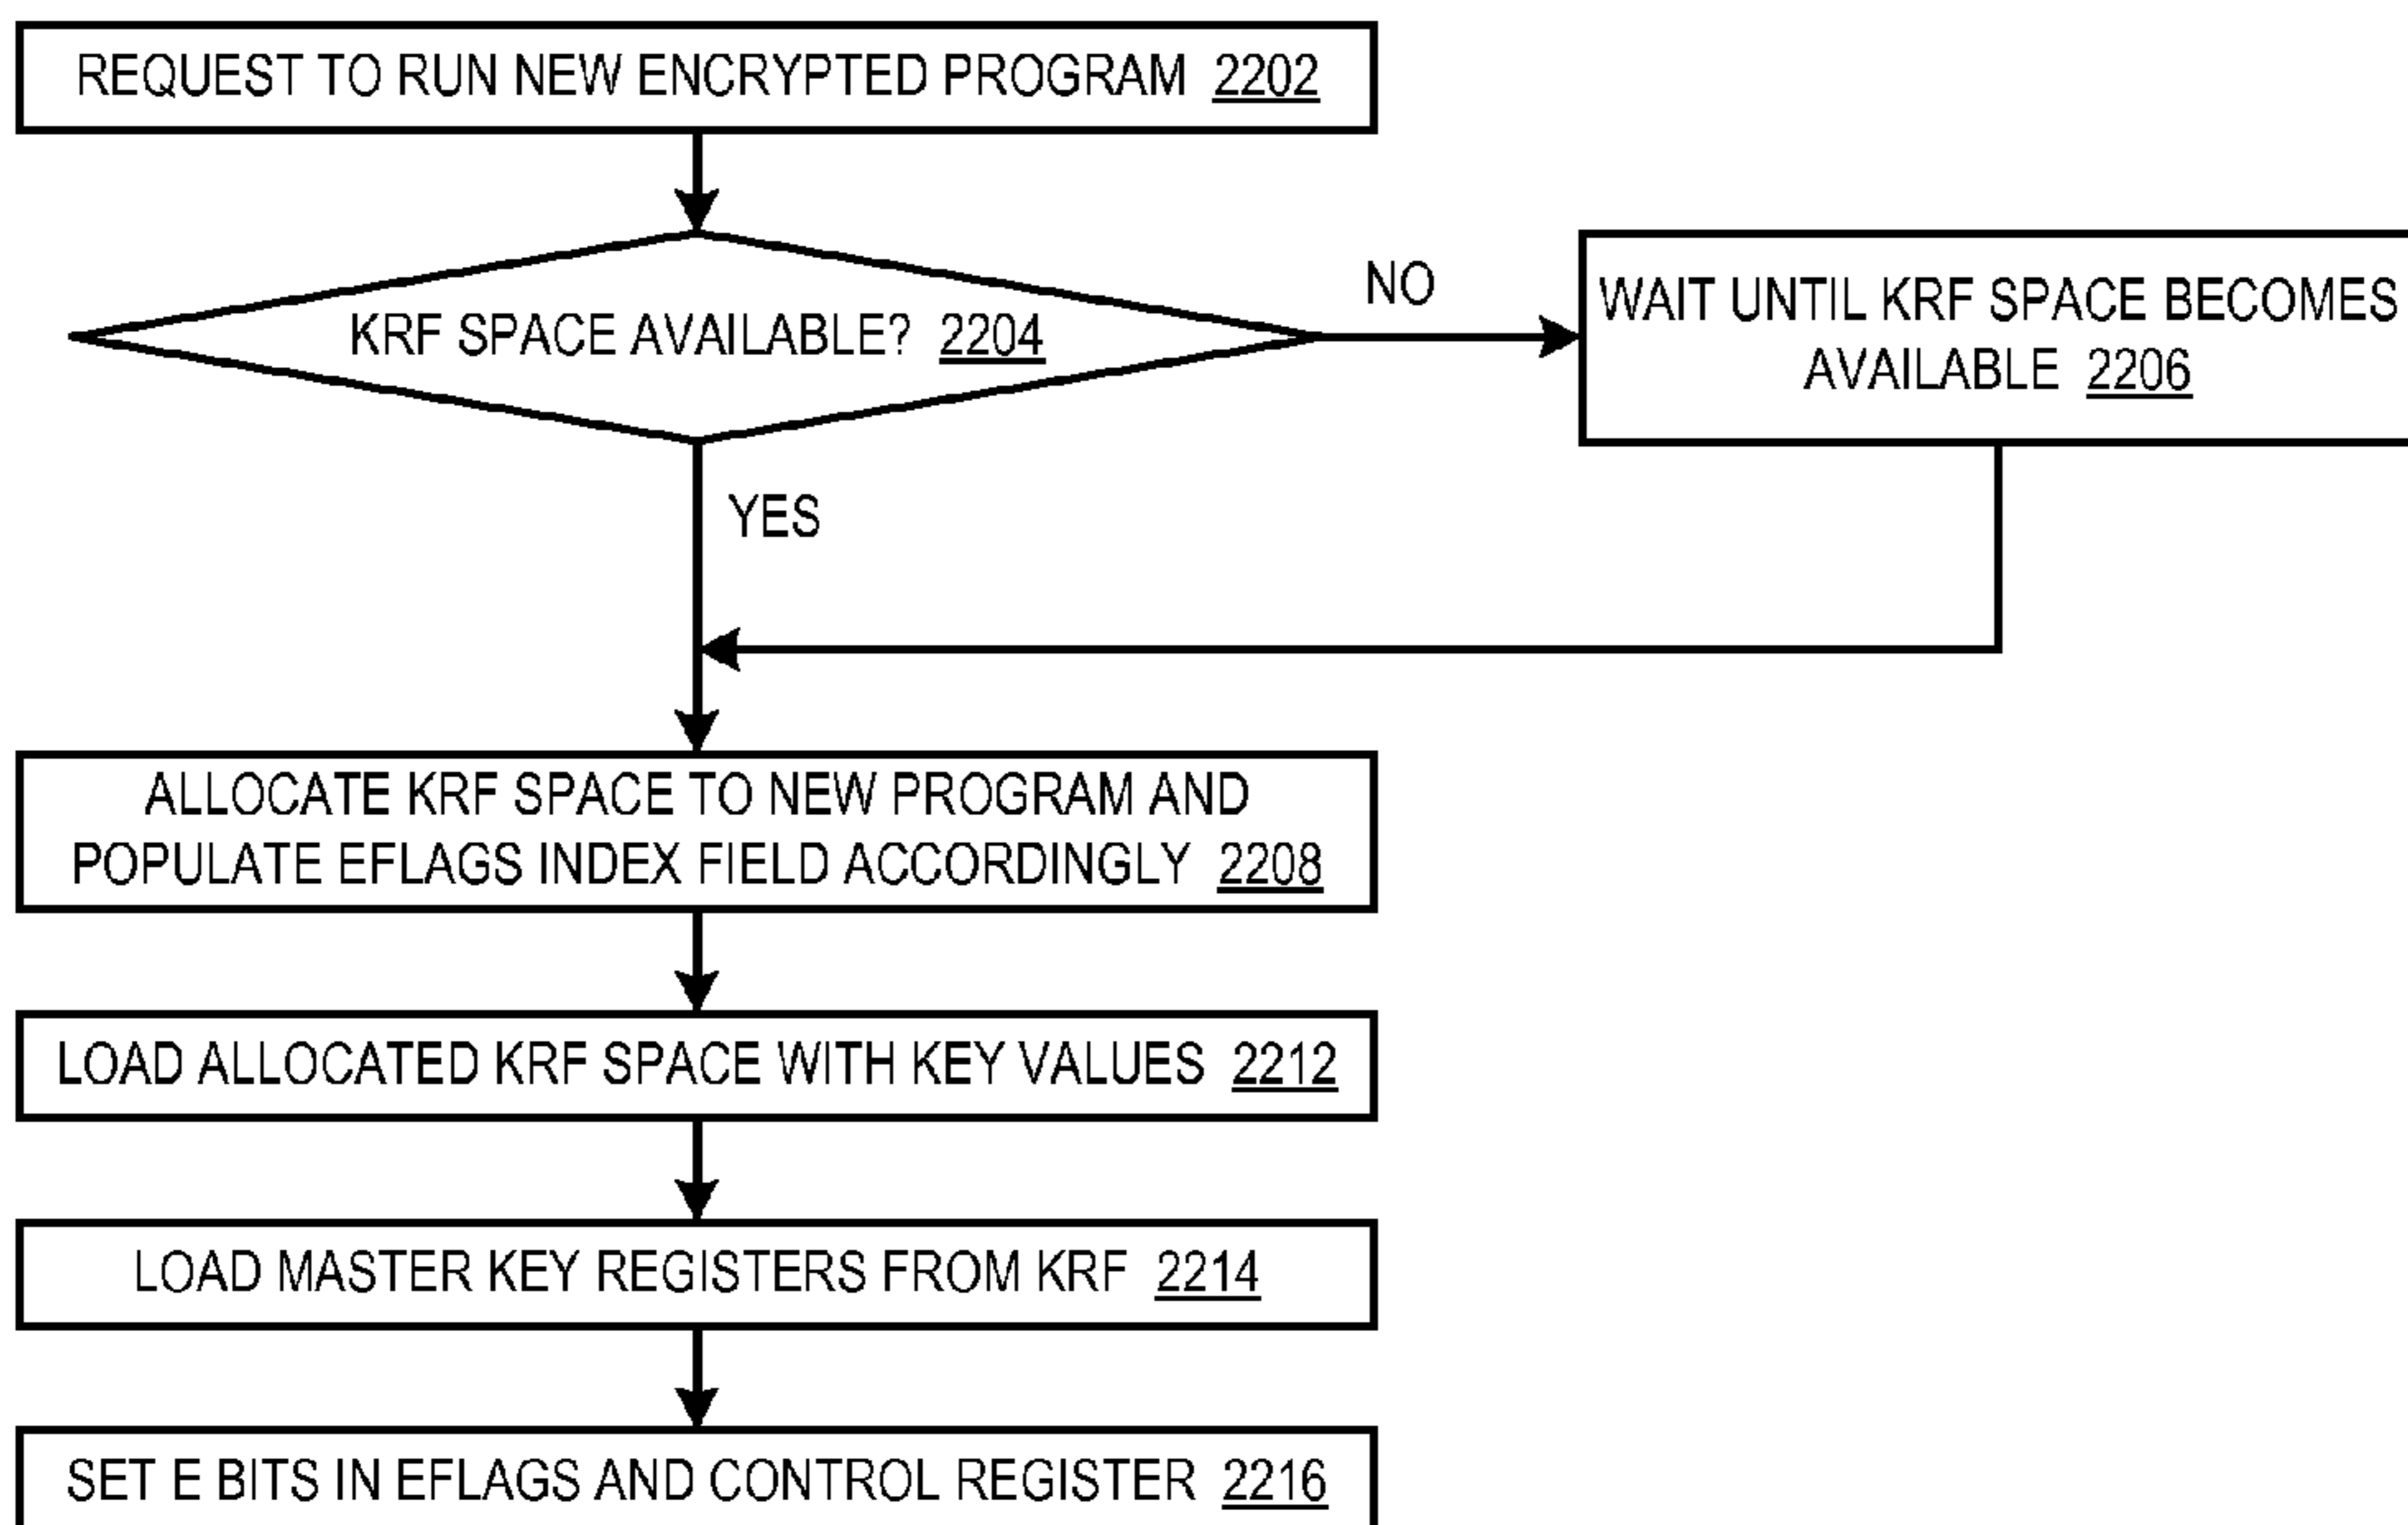 REQUEST TO RUN NEW ENCRYPTED PROGRAM 2202
KRF SPACE AVAILABLE? 2204
NO
WAIT UNTIL KRF SPACE BECOMES
AVAILABLE 2206
YES
ALLOCATE KRF SPACE TO NEW PROGRAM AND
POPULATE EFLAGS INDEX FIELD ACCORDINGLY 2208
LOAD ALLOCATED KRF SPACE WITH KEY VALUES 2212
LOAD MASTER KEY REGISTERS FROM KRF 2214
SET E BITS IN EFLAGS AND CONTROL REGISTER 2216